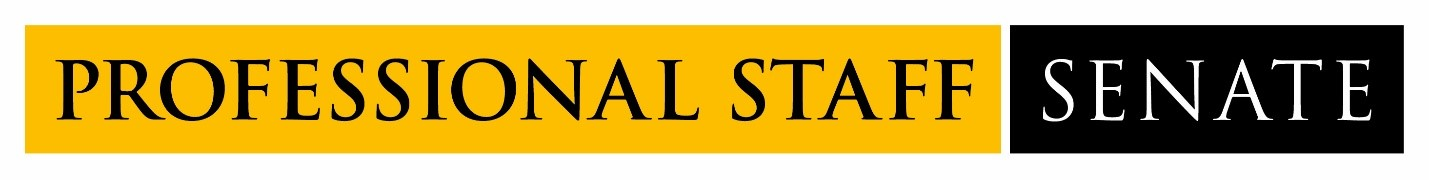 PROFESSIONAL STAFF SENATE